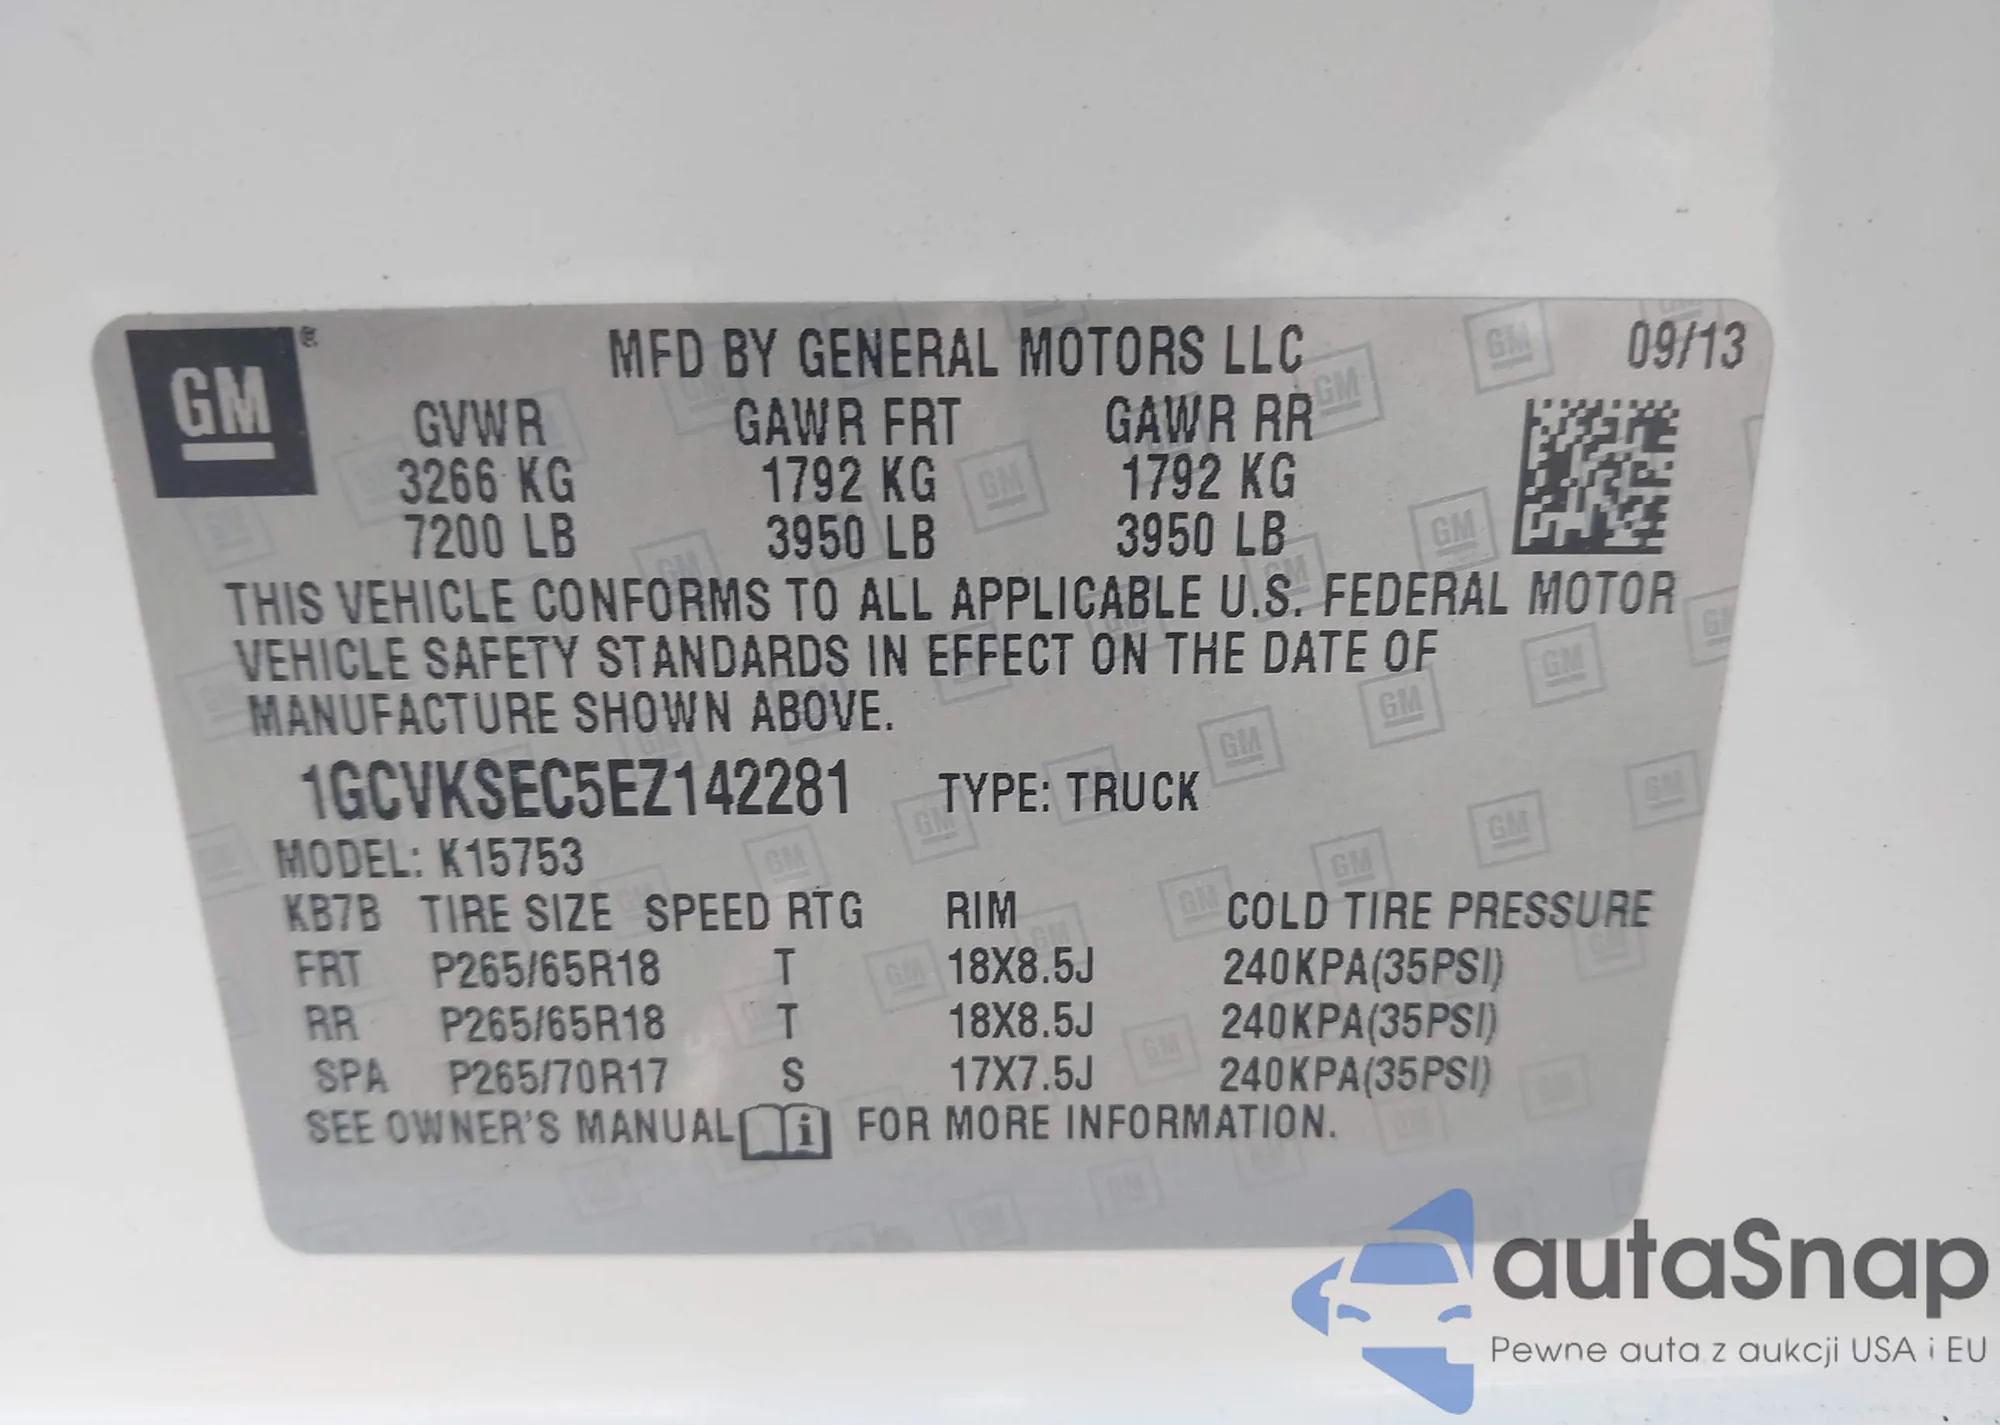 GM ® MFD BY GENERAL MOTORS LLC 09/13
GVWR GAWR FRT GAWR RR
3266 KG 1792 KG 1792 KG
7200 LB 3950 LB 3950 LB
THIS VEHICLE CONFORMS TO ALL APPLICABLE U.S. FEDERAL MOTOR
VEHICLE SAFETY STANDARDS IN EFFECT ON THE DATE OF
MANUFACTURE SHOWN ABOVE.
1GCVKSEC5EZ142281 TYPE: TRUCK
MODEL: K15753
KB7B TIRE SIZE SPEED RTG RIM COLD TIRE PRESSURE
FRT P265/65R18 T 18X8.5J 240KPA(35PSI)
RR P265/65R18 T 18X8.5J 240KPA(35PSI)
SPA P265/70R17 S 17X7.5J 240KPA(35PSI)
SEE OWNER'S MANUAL i FOR MORE INFORMATION.
autaSnap
Pewne auta z aukcji USA i EU